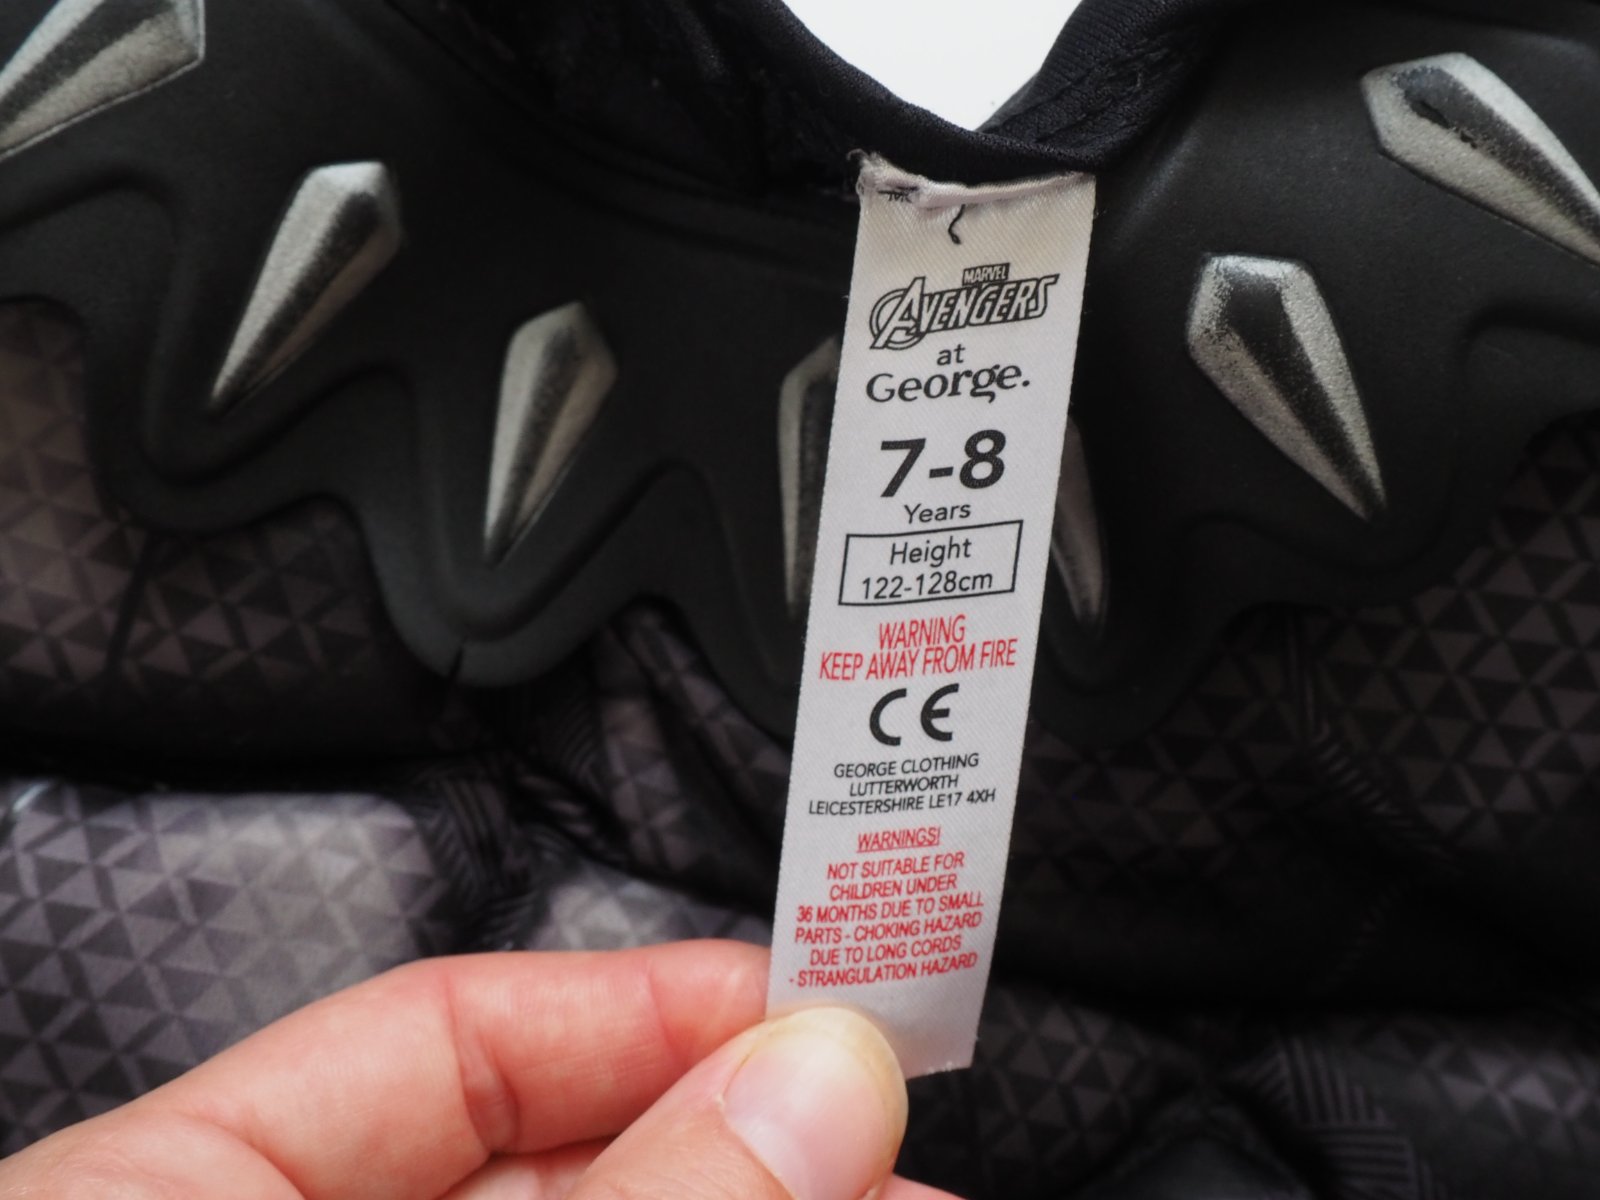 MARVEL
AVENGERS
at
George.
7-8
Years
Height
122-128cm
WARNING
KEEP AWAY FROM FIRE
CE
GEORGE CLOTHING
LUTTERWORTH
LEICESTERSHIRE LE17 4XH
WARNINGS!
NOT SUITABLE FOR
CHILDREN UNDER
36 MONTHS DUE TO SMALL
PARTS - CHOKING HAZARD
DUE TO LONG CORDS
- STRANGULATION HAZARD